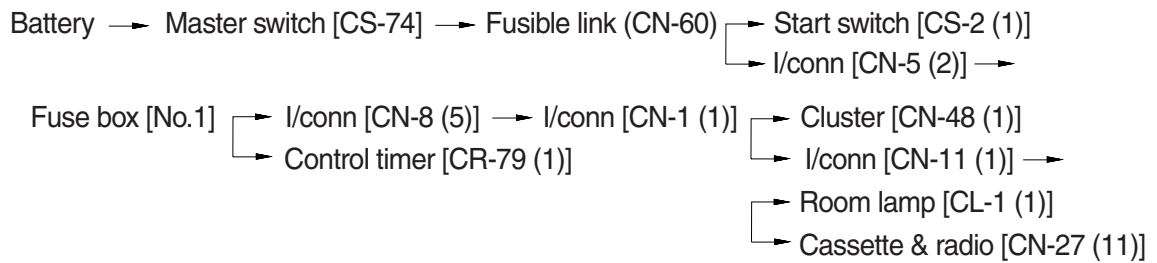 Battery → Master switch [CS-74] → Fusible link (CN-60) → Start switch [CS-2 (1)]
→ I/conn [CN-5 (2)] →
Fuse box [No.1] → I/conn [CN-8 (5)] → I/conn [CN-1 (1)] → Cluster [CN-48 (1)]
→ Control timer [CR-79 (1)] → I/conn [CN-11 (1)] →
→ Room lamp [CL-1 (1)]
→ Cassette & radio [CN-27 (11)]